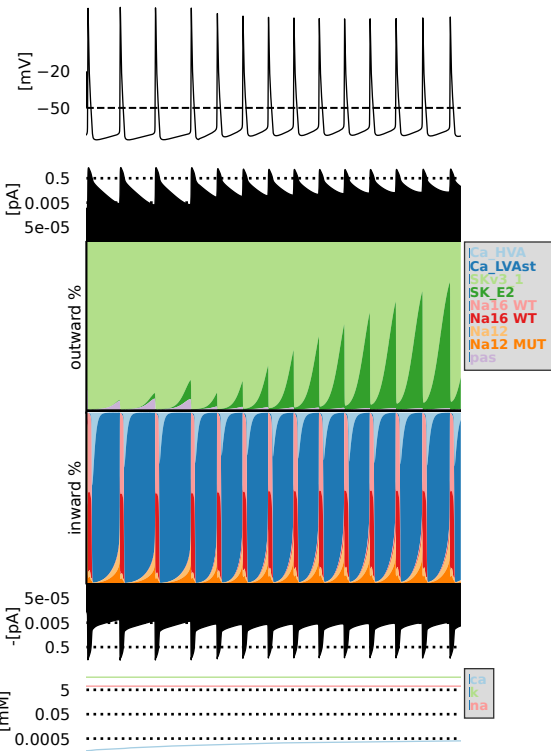 [mV]
−20
−50
[pA]
0.5
0.005
5e-05
outward %
Ca_HVA
Ca_LVAst
SKv3_1
SK_E2
Na16 WT
Na16 WT
Na12
Na12 MUT
pas
inward %
-[pA]
5e-05
0.005
0.5
[mM]
5
0.05
0.0005
ca
k
na